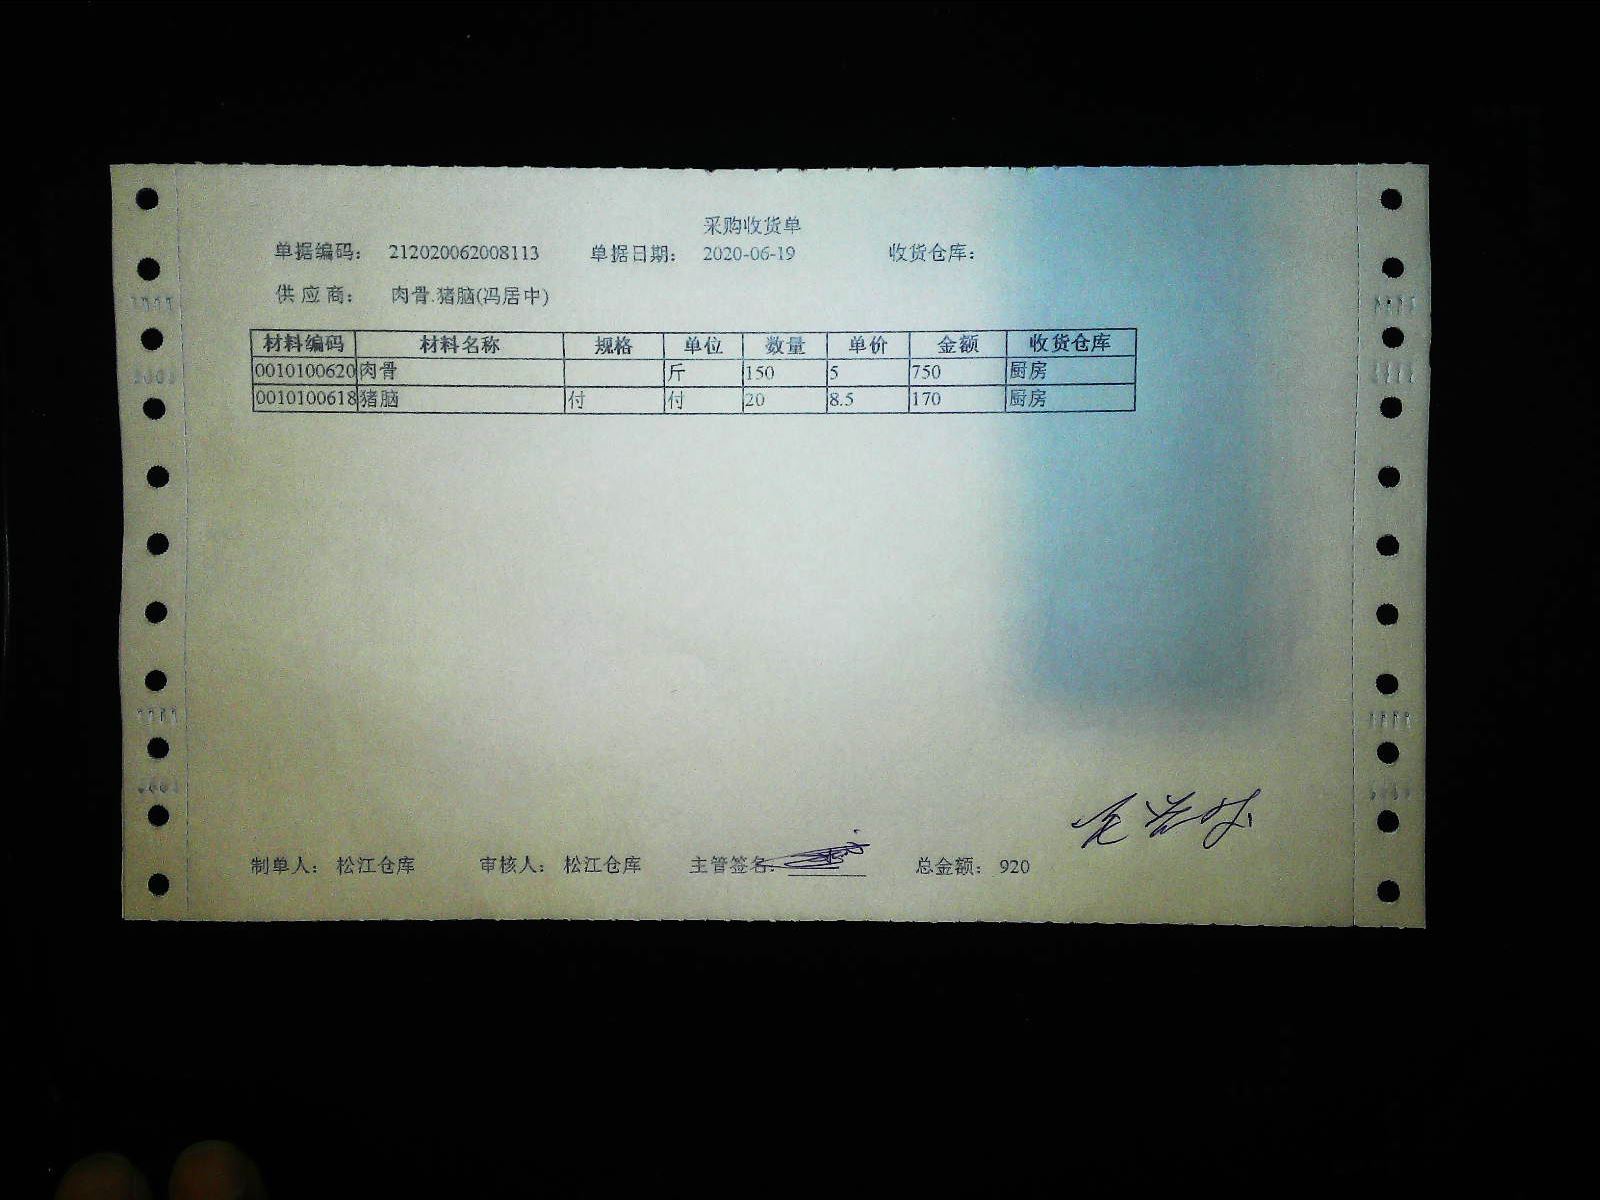 采购收货单
单据编码: 212020062008113 单据日期: 2020-06-19 收货仓库:
供应商: 肉骨.猪脑(冯居中)
材料编码 材料名称 规格 单位 数量 单价 金额 收货仓库
0010100620 肉骨 斤 150 5 750 厨房
0010100618 猪脑 付 付 20 8.5 170 厨房
制单人: 松江仓库 审核人: 松江仓库 主管签名: 总金额: 920